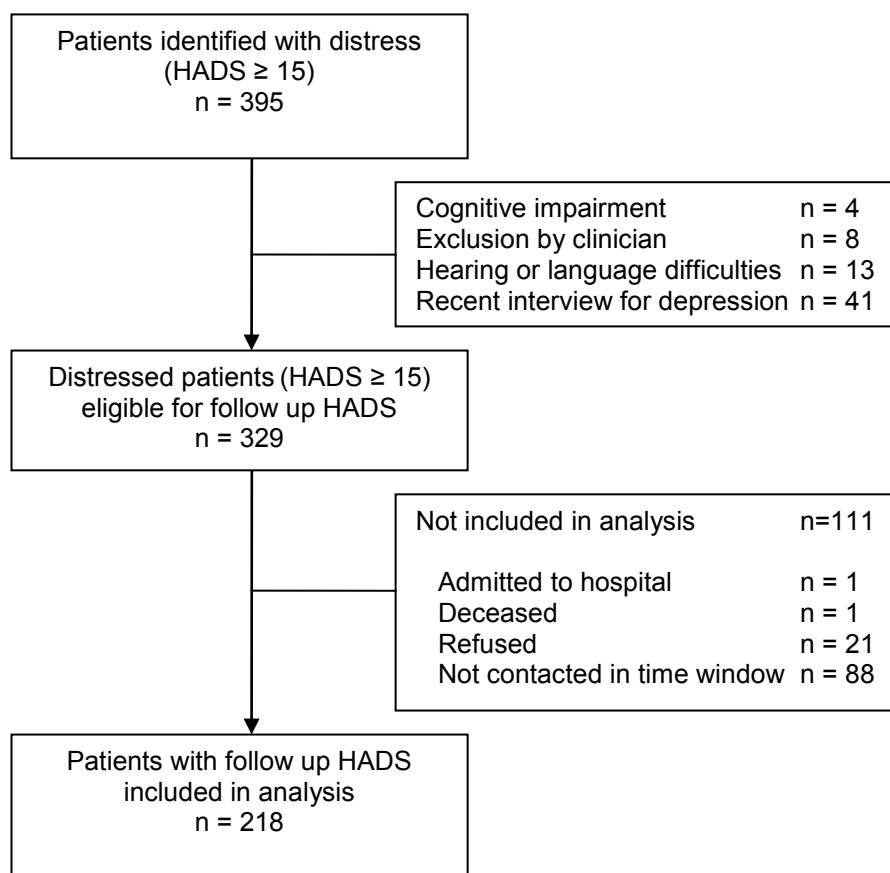 Patients identified with distress
(HADS ≥ 15)
n = 395
Cognitive impairment n = 4
Exclusion by clinician n = 8
Hearing or language difficulties n = 13
Recent interview for depression n = 41
Distressed patients (HADS ≥ 15)
eligible for follow up HADS
n = 329
Not included in analysis n=111
Admitted to hospital n = 1
Deceased n = 1
Refused n = 21
Not contacted in time window n = 88
Patients with follow up HADS
included in analysis
n = 218